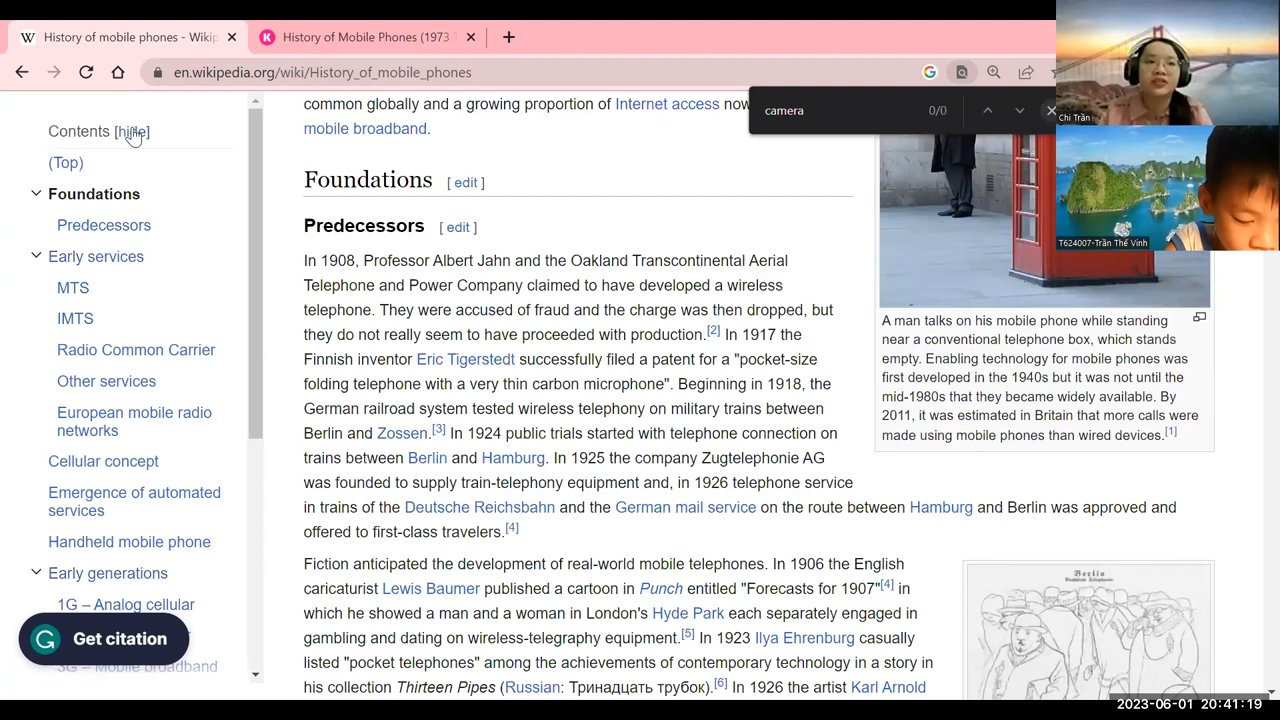 History of mobile phones - Wikip
History of Mobile Phones (1973
en.wikipedia.org/wiki/History_of_mobile_phones
camera
0/0
Chi Trần
T624007-Trần Thế Vinh
Contents [hide]
(Top)
Foundations
Predecessors
Early services
MTS
IMTS
Radio Common Carrier
Other services
European mobile radio
networks
Cellular concept
Emergence of automated
services
Handheld mobile phone
Early generations
1G – Analog cellular
3G – Mobile broadband
Get citation
common globally and a growing proportion of Internet access now
mobile broadband.
Foundations [ edit ]
Predecessors [ edit ]
In 1908, Professor Albert Jahn and the Oakland Transcontinental Aerial
Telephone and Power Company claimed to have developed a wireless
telephone. They were accused of fraud and the charge was then dropped, but
they do not really seem to have proceeded with production.[2] In 1917 the
Finnish inventor Eric Tigerstedt successfully filed a patent for a "pocket-size
folding telephone with a very thin carbon microphone". Beginning in 1918, the
German railroad system tested wireless telephony on military trains between
Berlin and Zossen.[3] In 1924 public trials started with telephone connection on
trains between Berlin and Hamburg. In 1925 the company Zugtelephonie AG
was founded to supply train-telephony equipment and, in 1926 telephone service
in trains of the Deutsche Reichsbahn and the German mail service on the route between Hamburg and Berlin was approved and
offered to first-class travelers.[4]
Fiction anticipated the development of real-world mobile telephones. In 1906 the English
caricaturist Lewis Baumer published a cartoon in Punch entitled "Forecasts for 1907"[4] in
which he showed a man and a woman in London's Hyde Park each separately engaged in
gambling and dating on wireless-telegraphy equipment.[5] In 1923 Ilya Ehrenburg casually
listed "pocket telephones" among the achievements of contemporary technology in a story in
his collection Thirteen Pipes (Russian: Тринадцать трубок).[6] In 1926 the artist Karl Arnold
A man talks on his mobile phone while standing
near a conventional telephone box, which stands
empty. Enabling technology for mobile phones was
first developed in the 1940s but it was not until the
mid-1980s that they became widely available. By
2011, it was estimated in Britain that more calls were
made using mobile phones than wired devices.[1]
Berlin
2023-06-01 20:41:19